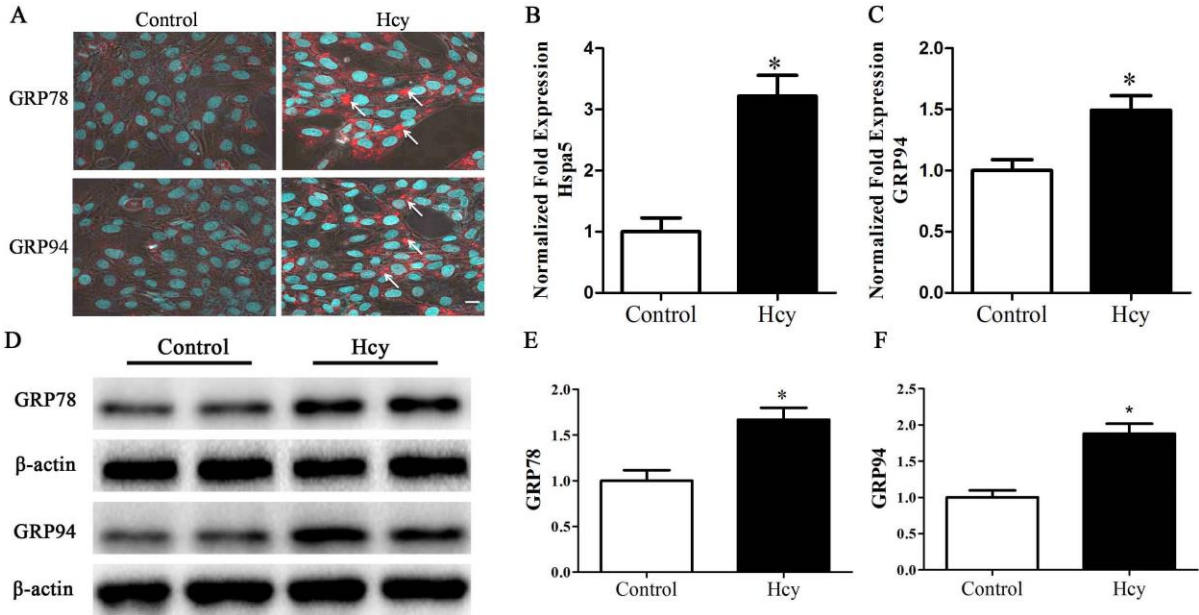 A
Control
Hcy
GRP78
GRP94
B
Normalized Fold Expression
Hspa5
4
3
2
1
0
*
Control
Hcy
C
Normalized Fold Expression
GRP94
2.0
1.5
1.0
0.5
0.0
*
Control
Hcy
D
Control
Hcy
GRP78
β-actin
GRP94
β-actin
E
GRP78
2.0
1.5
1.0
0.5
0.0
*
Control
Hcy
F
GRP94
2.5
2.0
1.5
1.0
0.5
0.0
*
Control
Hcy